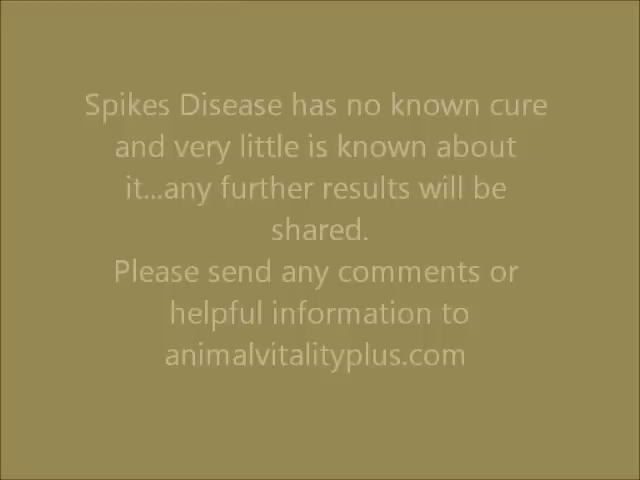 Spikes Disease has no known cure
and very little is known about
it...any further results will be
shared.
Please send any comments or
helpful information to
animalvitalityplus.com